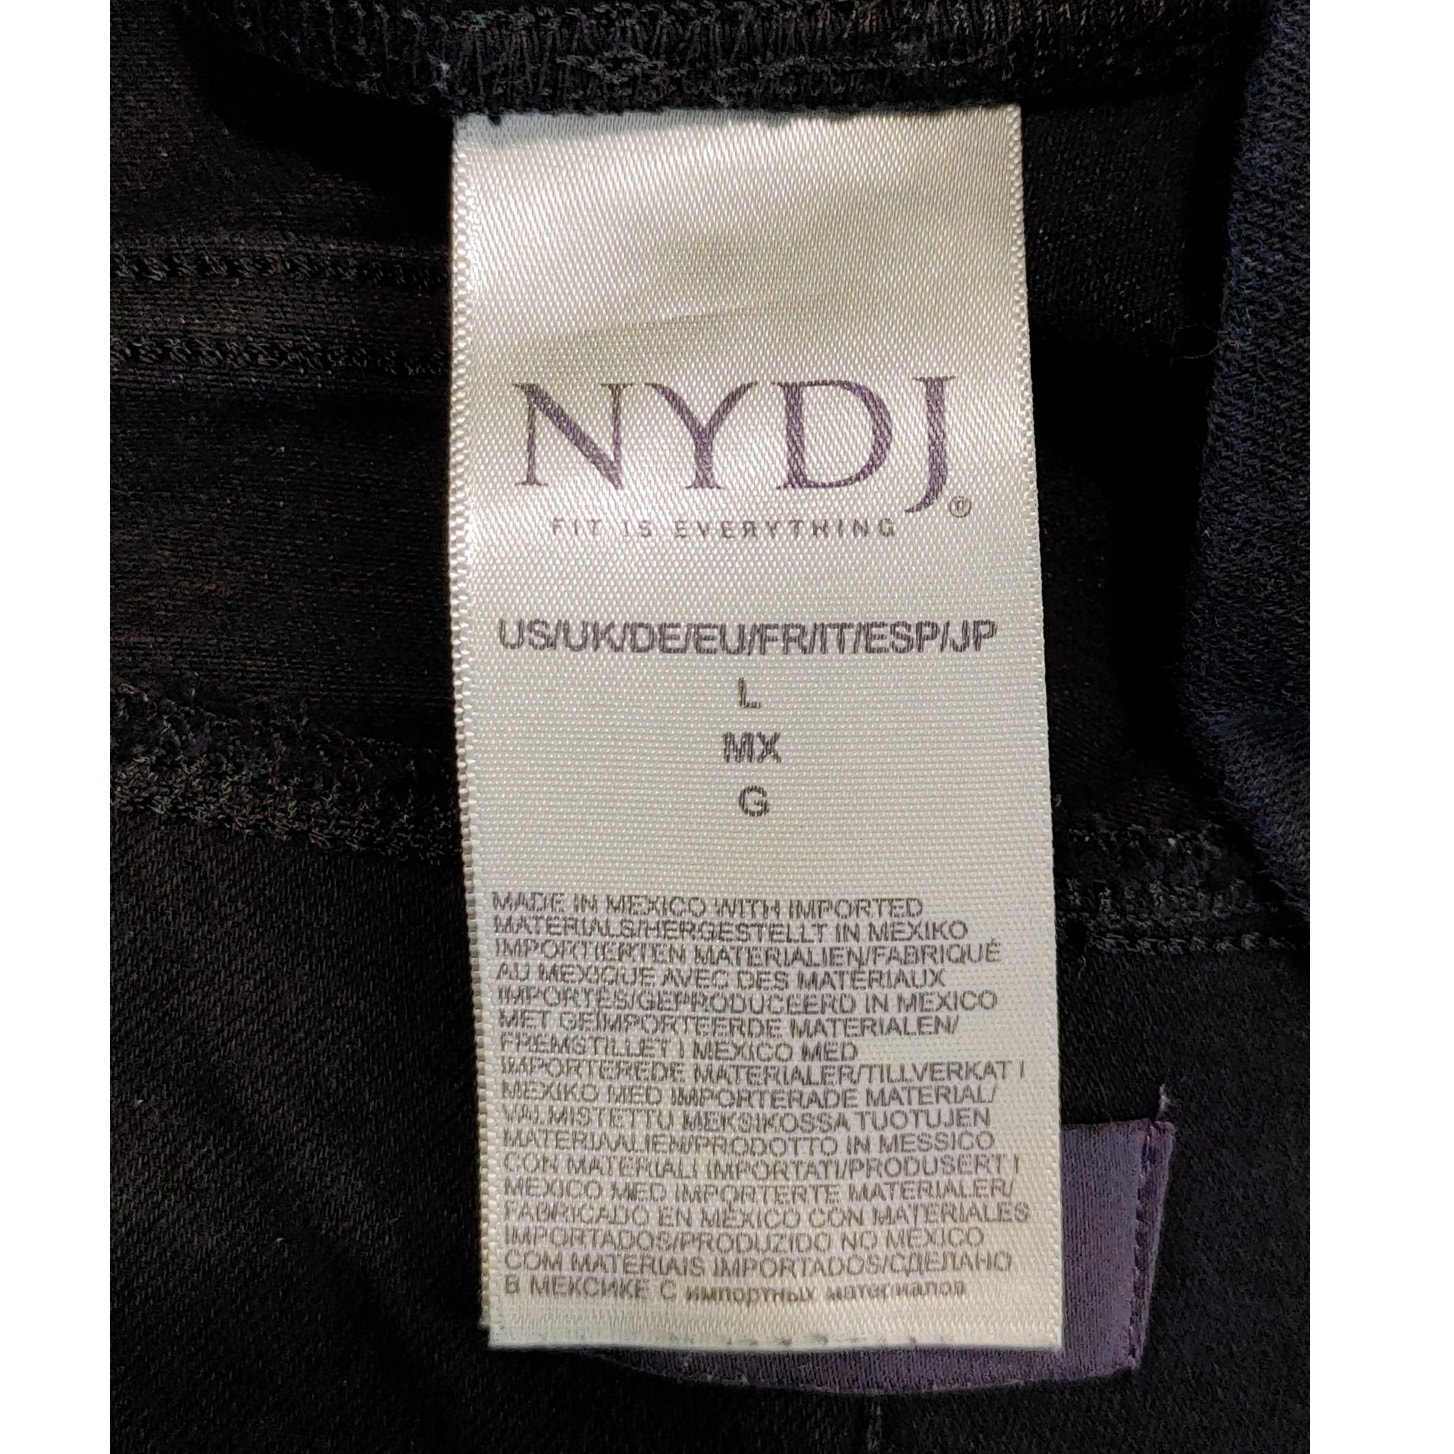 NYDJ®
FIT IS EVERYTHING
US/UK/DE/EU/FR/IT/ESP/JP
L
MX
G
MADE IN MEXICO WITH IMPORTED
MATERIALS/HERGESTELLT IN MEXIKO
IMPORTIERTEN MATERIALIEN/FABRIQUÉ
AU MEXIQUE AVEC DES MATÉRIAUX
IMPORTÉS/GEPRODUCEERD IN MEXICO
MET GEÏMPORTEERDE MATERIALEN/
FREMSTILLET I MEXICO MED
IMPORTEREDE MATERIALER/TILLVERKAT I
MEXIKO MED IMPORTERADE MATERIAL/
VALMISTETTU MEKSIKOSSA TUOTUJEN
MATERIAALIEN/PRODOTTO IN MESSICO
CON MATERIALI IMPORTATI/PRODUSERT I
MEXICO MED IMPORTERTE MATERIALER/
FABRICADO EN MÉXICO CON MATERIALES
IMPORTADOS/PRODUZIDO NO MÉXICO
COM MATERIAIS IMPORTADOS/СДЕЛАНО
В МЕКСИКЕ С импортных материалов